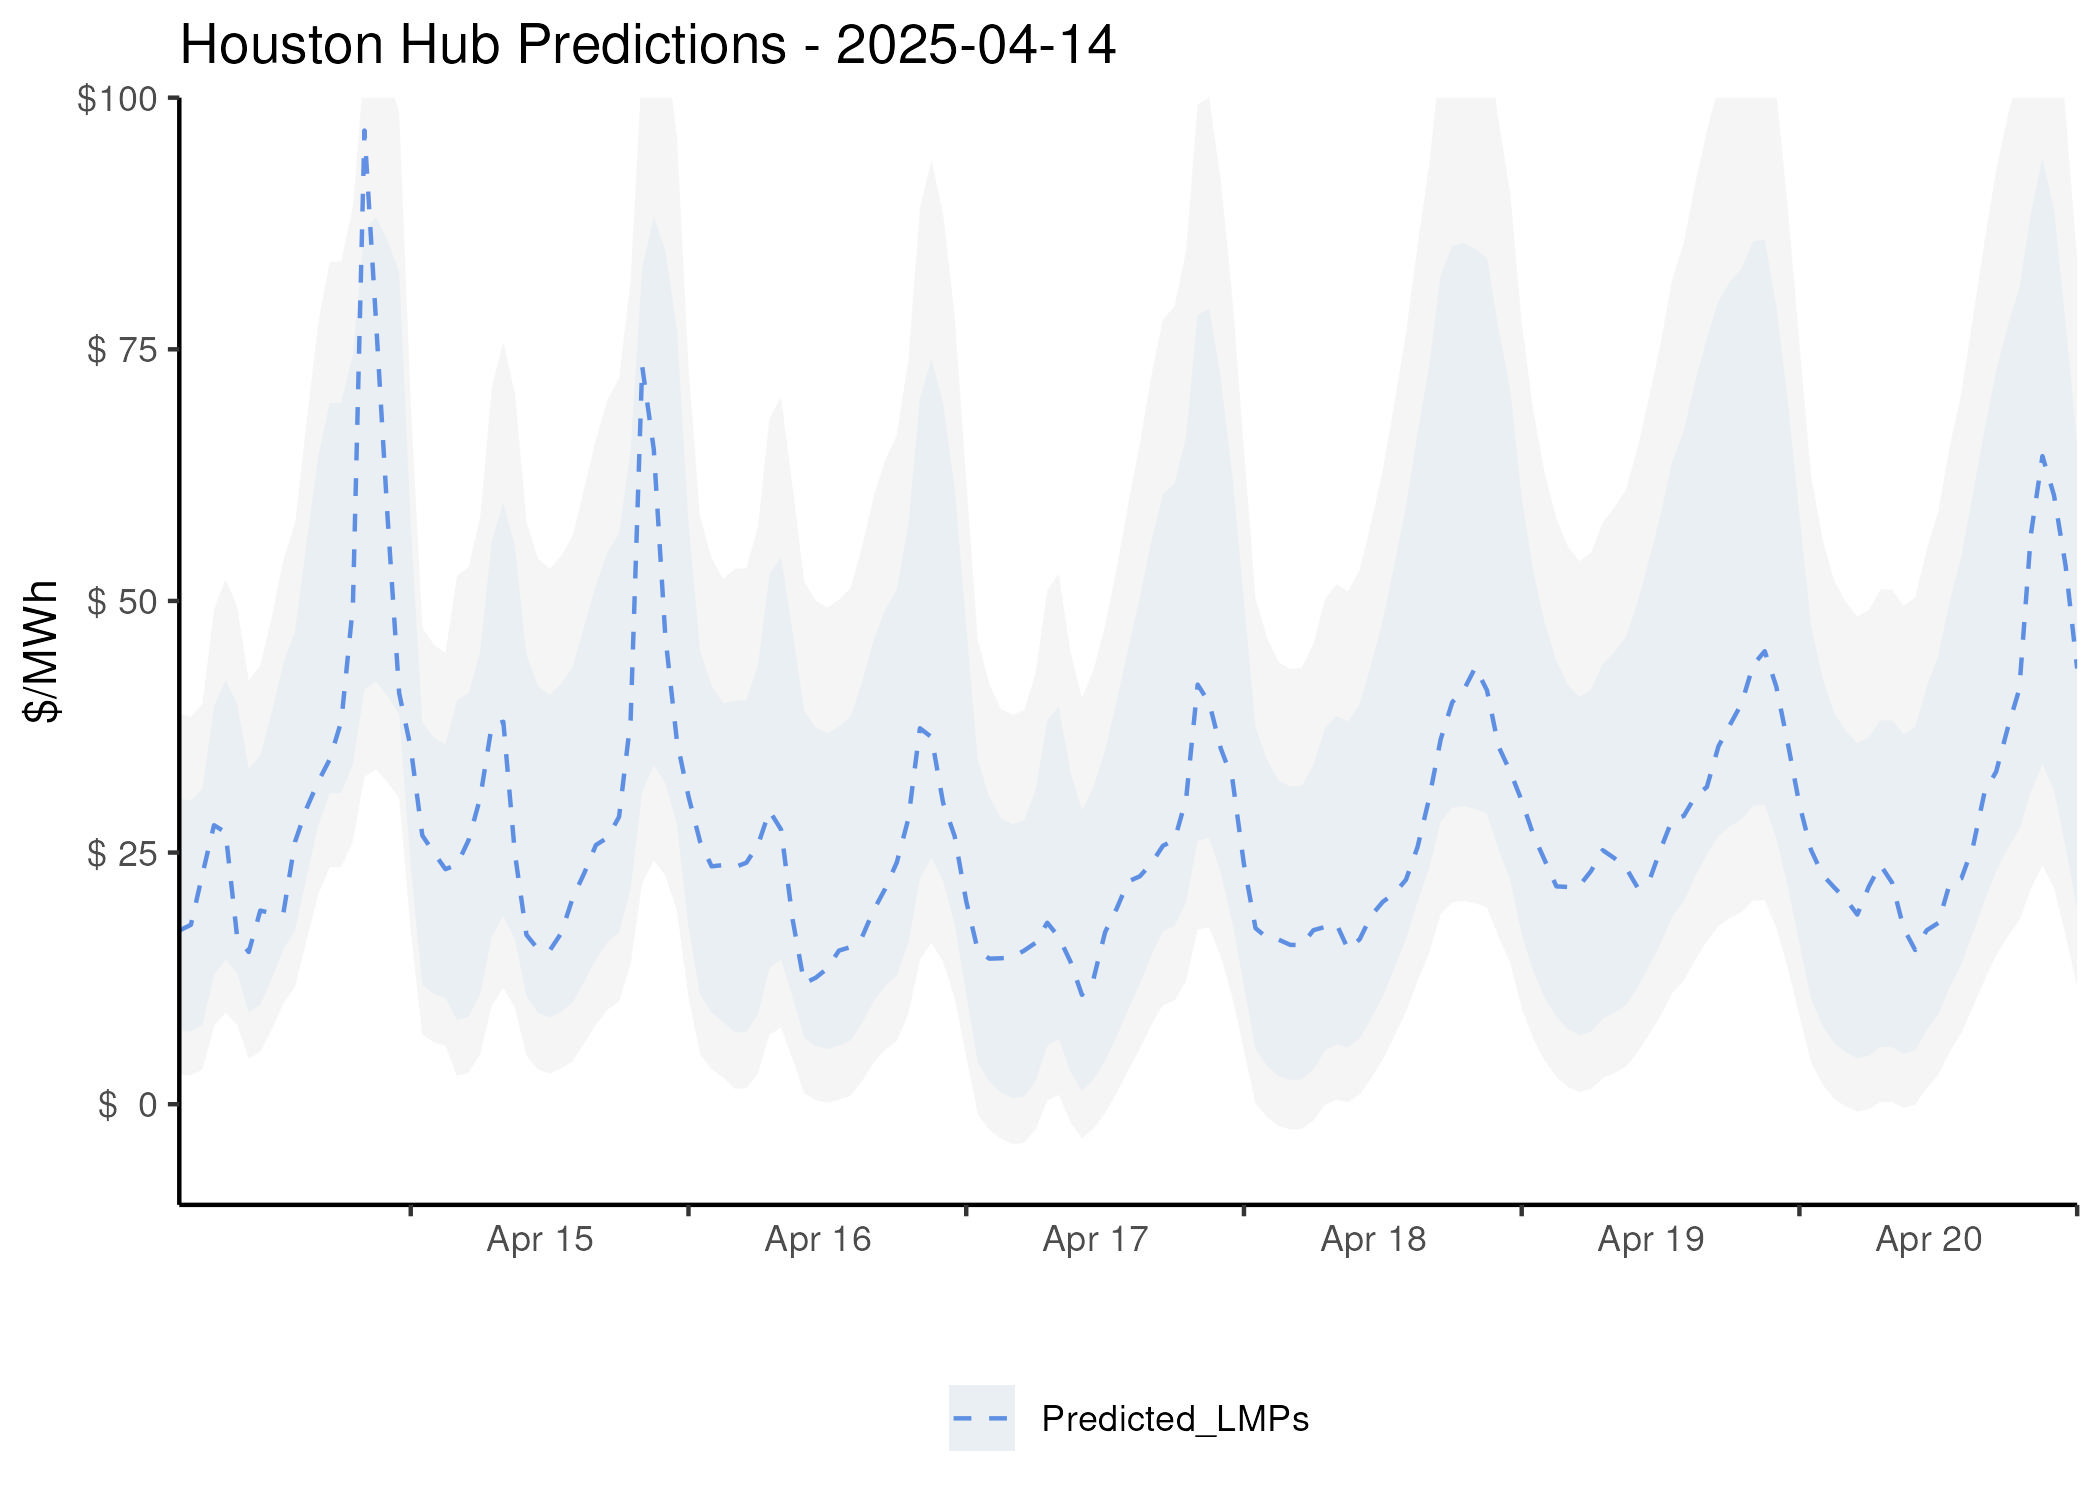 Houston Hub Predictions - 2025-04-14
$100
$ 75
$ 50
$ 25
$ 0
$/MWh
Apr 15 Apr 16 Apr 17 Apr 18 Apr 19 Apr 20
Predicted_LMPs